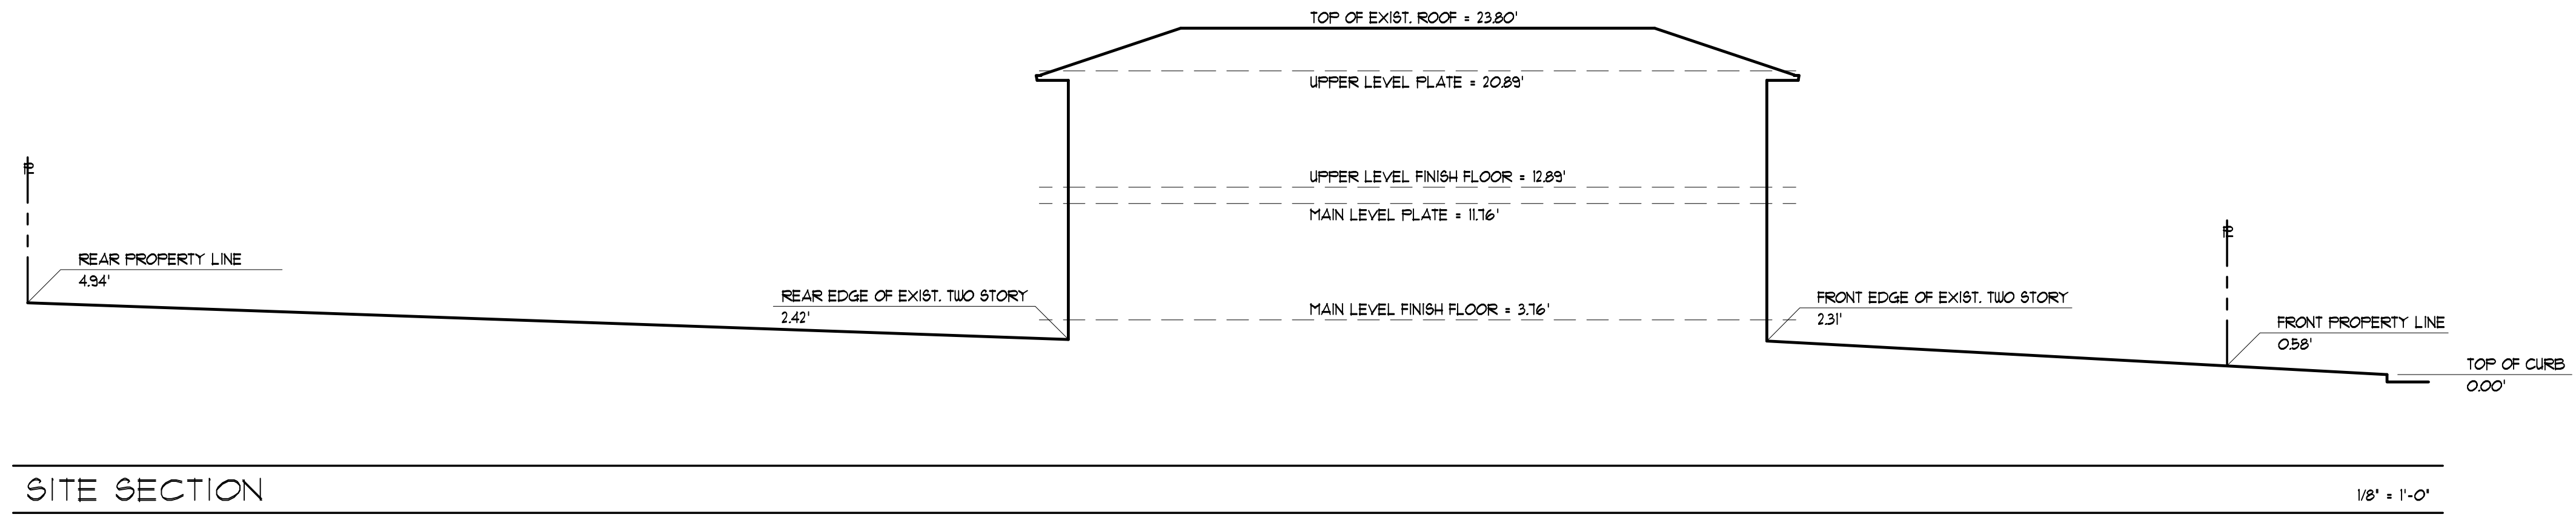 TOP OF EXIST. ROOF = 23.80'
UPPER LEVEL PLATE = 20.89'
UPPER LEVEL FINISH FLOOR = 12.89'
MAIN LEVEL PLATE = 11.76'
PL
REAR PROPERTY LINE
4.94'
REAR EDGE OF EXIST. TWO STORY
2.42'
MAIN LEVEL FINISH FLOOR = 3.76'
FRONT EDGE OF EXIST. TWO STORY
2.31'
PL
FRONT PROPERTY LINE
0.58'
TOP OF CURB
0.00'
SITE SECTION
1/8" = 1'-0"